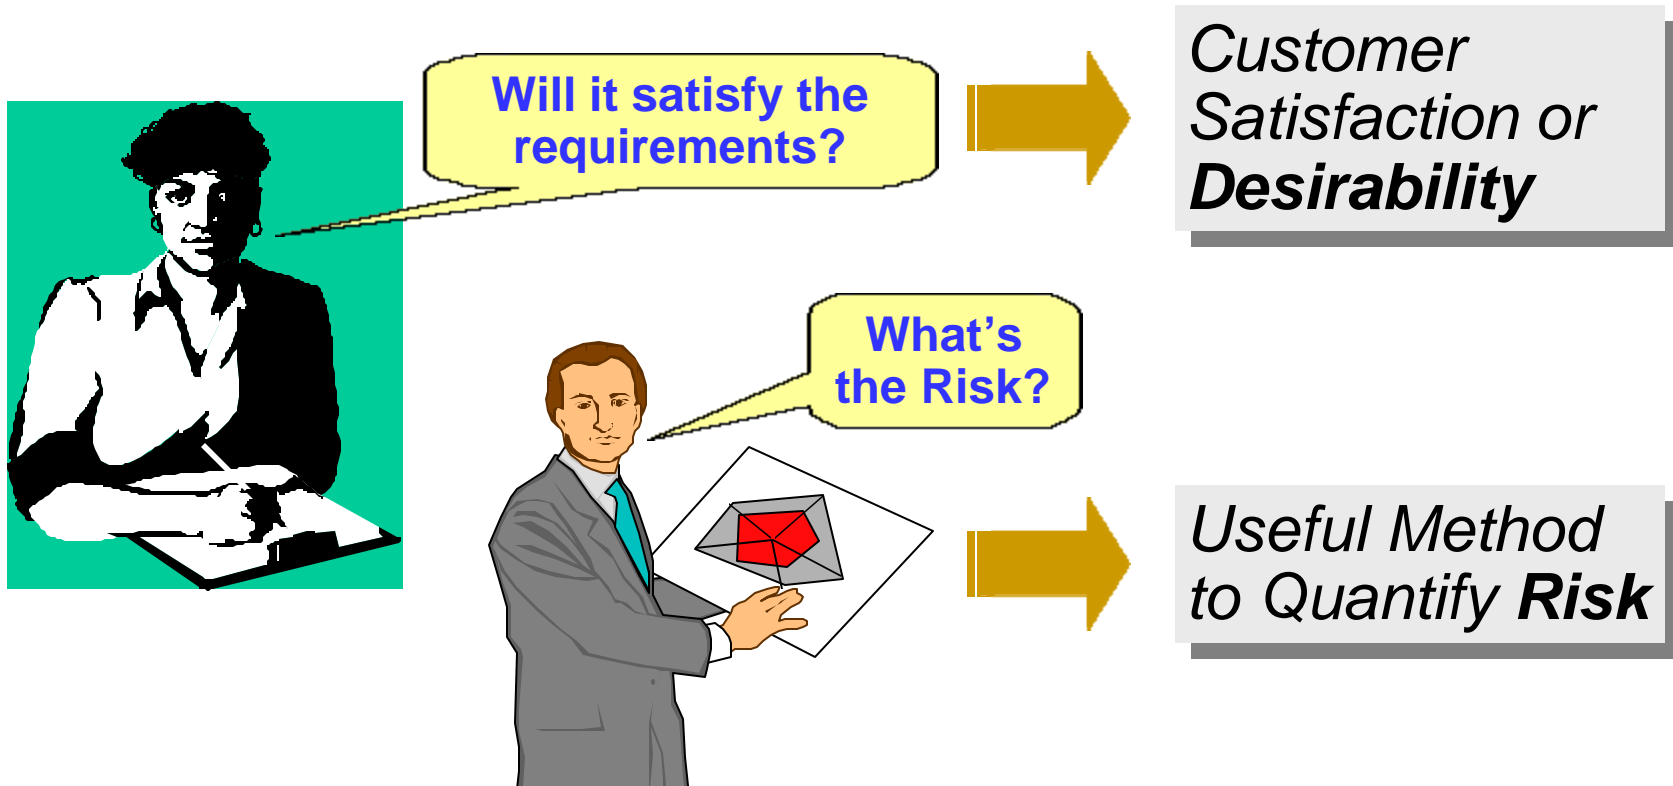 Will it satisfy the
requirements?
Customer
Satisfaction or
Desirability
What’s
the Risk?
Useful Method
to Quantify Risk